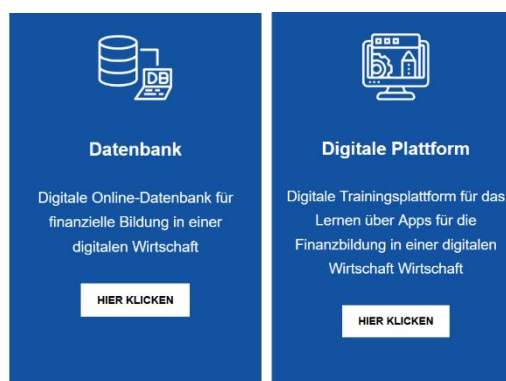 DB
Datenbank
Digitale Online-Datenbank für
finanzielle Bildung in einer
digitalen Wirtschaft
HIER KLICKEN
Digitale Plattform
Digitale Trainingsplattform für das
Lernen über Apps für die
Finanzbildung in einer digitalen
Wirtschaft Wirtschaft
HIER KLICKEN